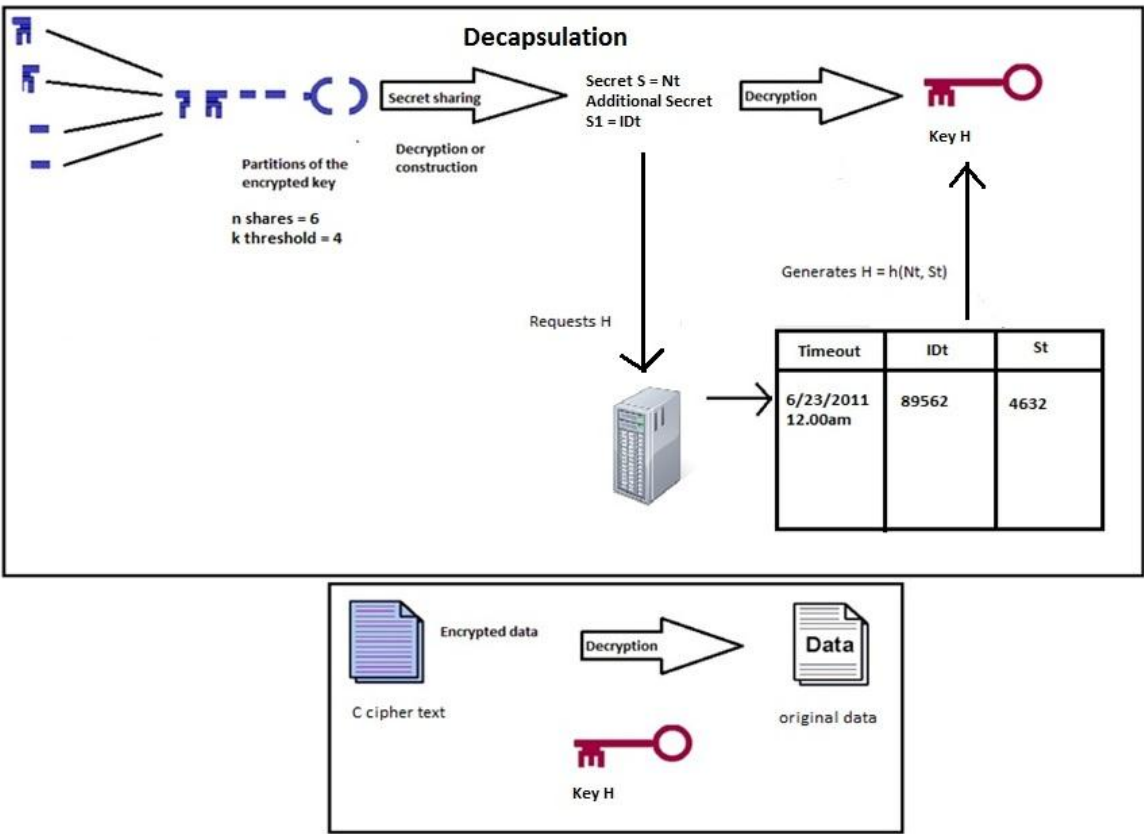 Decapsulation
Secret sharing
Secret S = Nt
Additional Secret
S1 = IDt
Decryption
Key H
Decryption or
construction
Partitions of the
encrypted key
n shares = 6
k threshold = 4
Generates H = h(Nt, St)
Requests H
Timeout IDt St
6/23/2011 89562 4632
12.00am
Encrypted data
Decryption
Data
C cipher text
original data
Key H